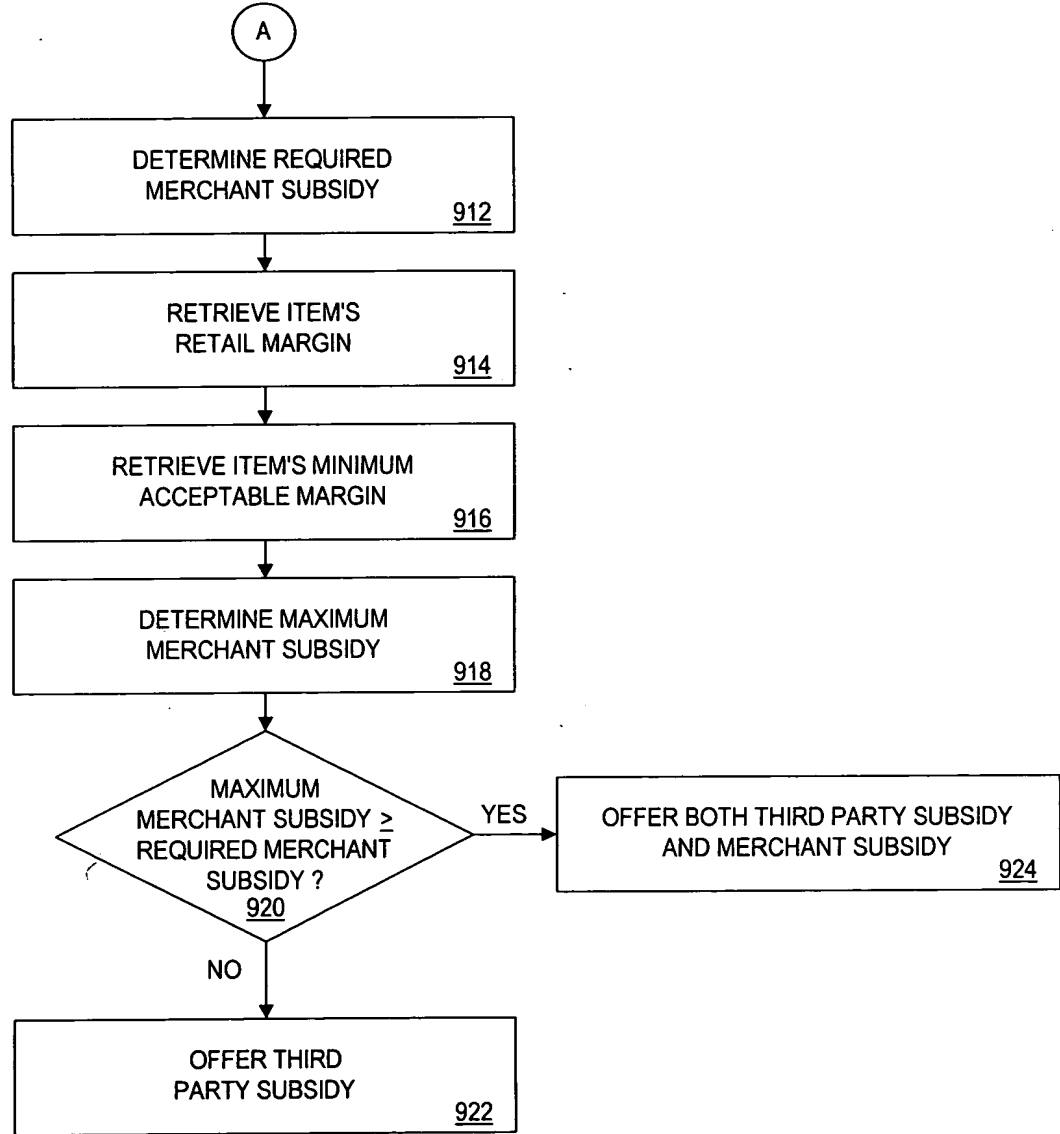 A
DETERMINE REQUIRED
MERCHANT SUBSIDY
912
RETRIEVE ITEM'S
RETAIL MARGIN
914
RETRIEVE ITEM'S MINIMUM
ACCEPTABLE MARGIN
916
DETERMINE MAXIMUM
MERCHANT SUBSIDY
918
MAXIMUM
MERCHANT SUBSIDY ≥
REQUIRED MERCHANT
SUBSIDY ?
920
YES
OFFER BOTH THIRD PARTY SUBSIDY
AND MERCHANT SUBSIDY
924
NO
OFFER THIRD
PARTY SUBSIDY
922